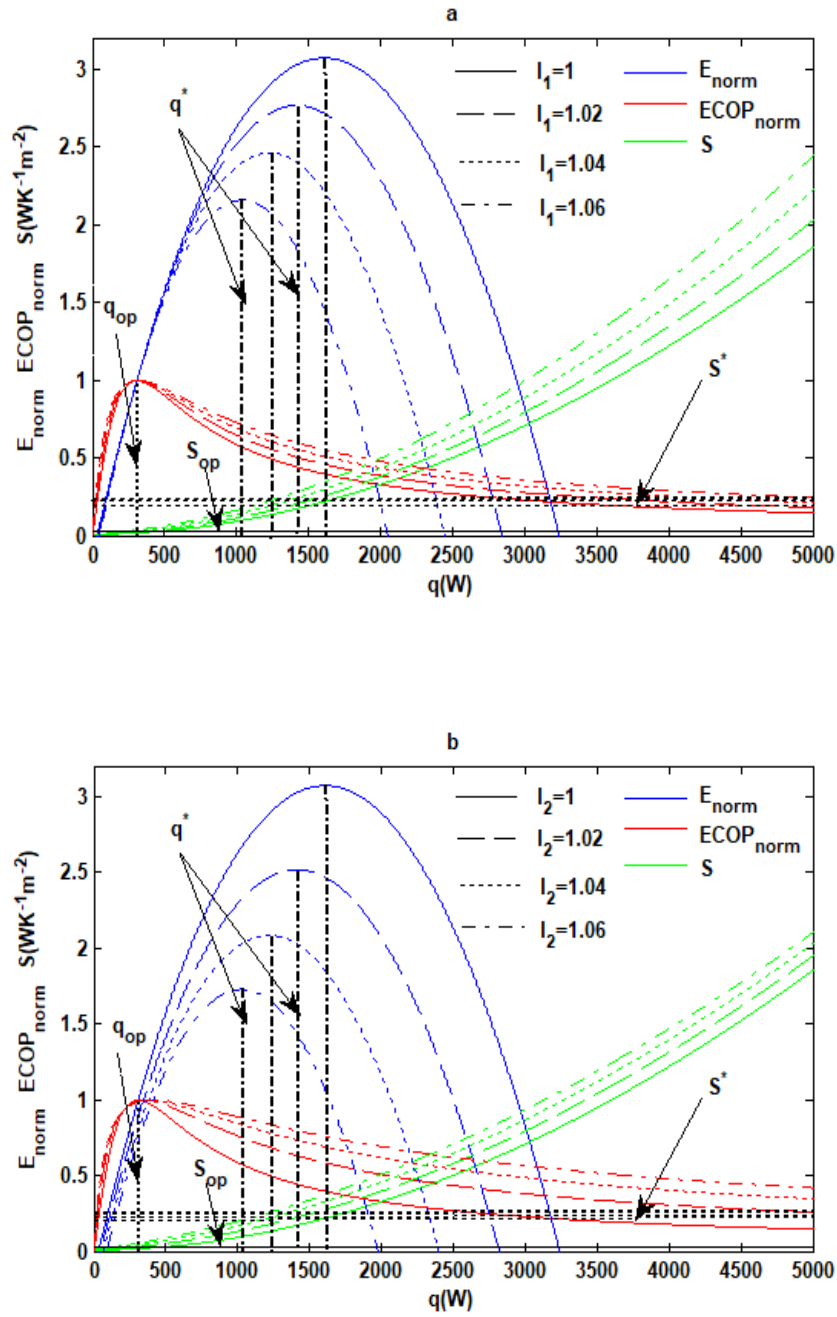 a
E_norm ECOP_norm S(WK^-1m^-2)
3
2.5
2
1.5
1
0.5
0
I_1=1
I_1=1.02
I_1=1.04
I_1=1.06
E_norm
ECOP_norm
S
q^*
q_op
S_op
S^*
0 500 1000 1500 2000 2500 3000 3500 4000 4500 5000
q(W)
b
E_norm ECOP_norm S(WK^-1m^-2)
3
2.5
2
1.5
1
0.5
0
I_2=1
I_2=1.02
I_2=1.04
I_2=1.06
E_norm
ECOP_norm
S
q^*
q_op
S_op
S^*
0 500 1000 1500 2000 2500 3000 3500 4000 4500 5000
q(W)